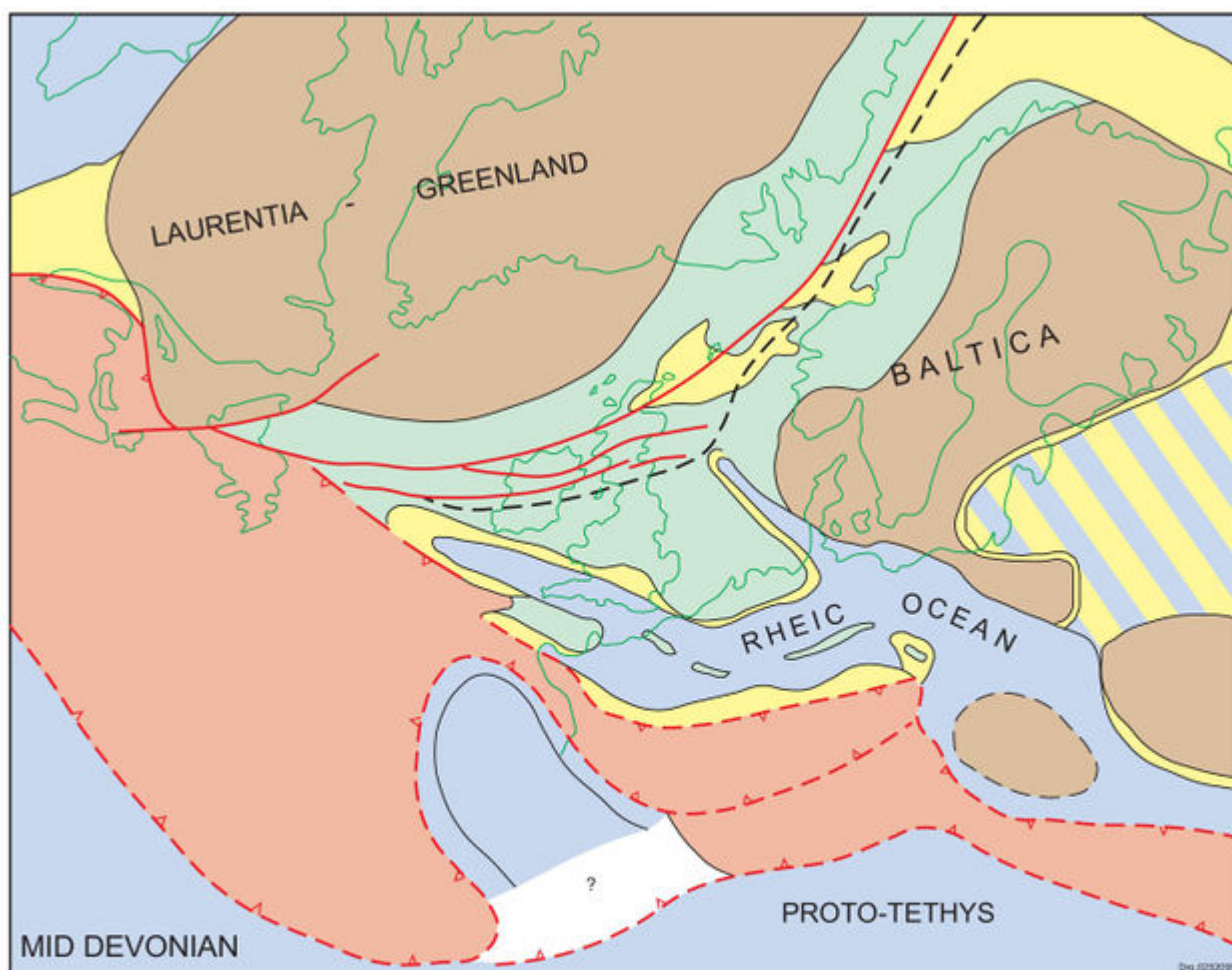 LAURENTIA - GREENLAND
BALTICA
RHEIC OCEAN
?
PROTO-TETHYS
MID DEVONIAN